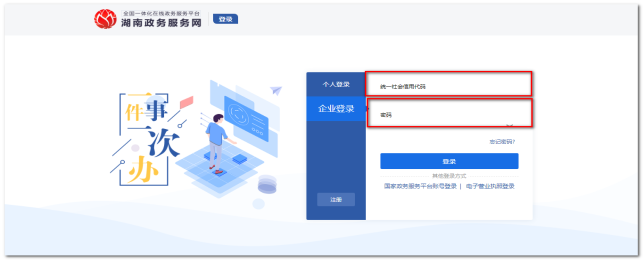 全国一体化在线政务服务平台
湖南政务服务网
登录
一件事一次办
个人登录
企业登录
统一社会信用代码
密码
忘记密码?
登录
其他登录方式
国家政务服务平台账号登录 | 电子营业执照登录
注册